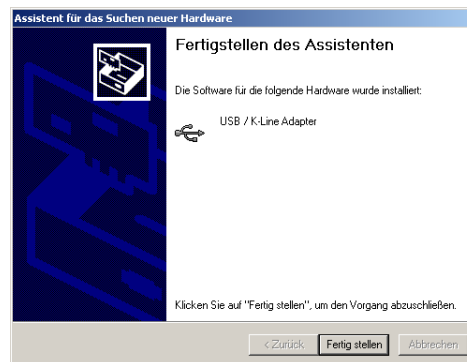 Assistent für das Suchen neuer Hardware
Fertigstellen des Assistenten
Die Software für die folgende Hardware wurde installiert:
USB / K-Line Adapter
Klicken Sie auf "Fertig stellen", um den Vorgang abzuschließen.
< Zurück Fertig stellen Abbrechen